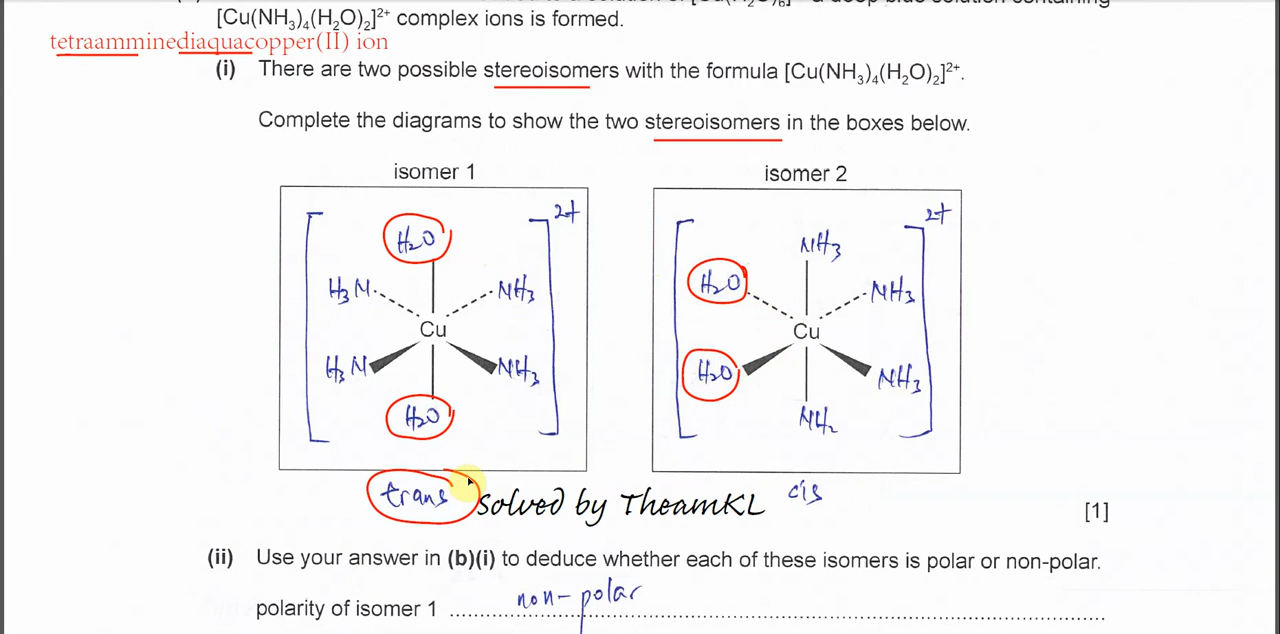 [Cu(NH₃)₄(H₂O)₂]²⁺ complex ions is formed.
tetraamminediaquacopper(II) ion
(i) There are two possible stereoisomers with the formula [Cu(NH₃)₄(H₂O)₂]²⁺.
Complete the diagrams to show the two stereoisomers in the boxes below.
isomer 1 isomer 2
2+ 2+
H₂O NH₃
H₃N NH₃ H₂O NH₃
Cu Cu
H₃N NH₃ H₂O NH₃
H₂O NH₂
trans solved by TheamKL cis
[1]
(ii) Use your answer in (b)(i) to deduce whether each of these isomers is polar or non-polar.
polarity of isomer 1 non-polar